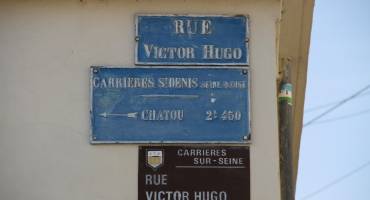 RUE
VICTOR HUGO
CARRIERES ST DENIS (SEINE & OISE)
CHATOU 2K 450
CARRIERES
SUR-SEINE
RUE
VICTOR HUGO